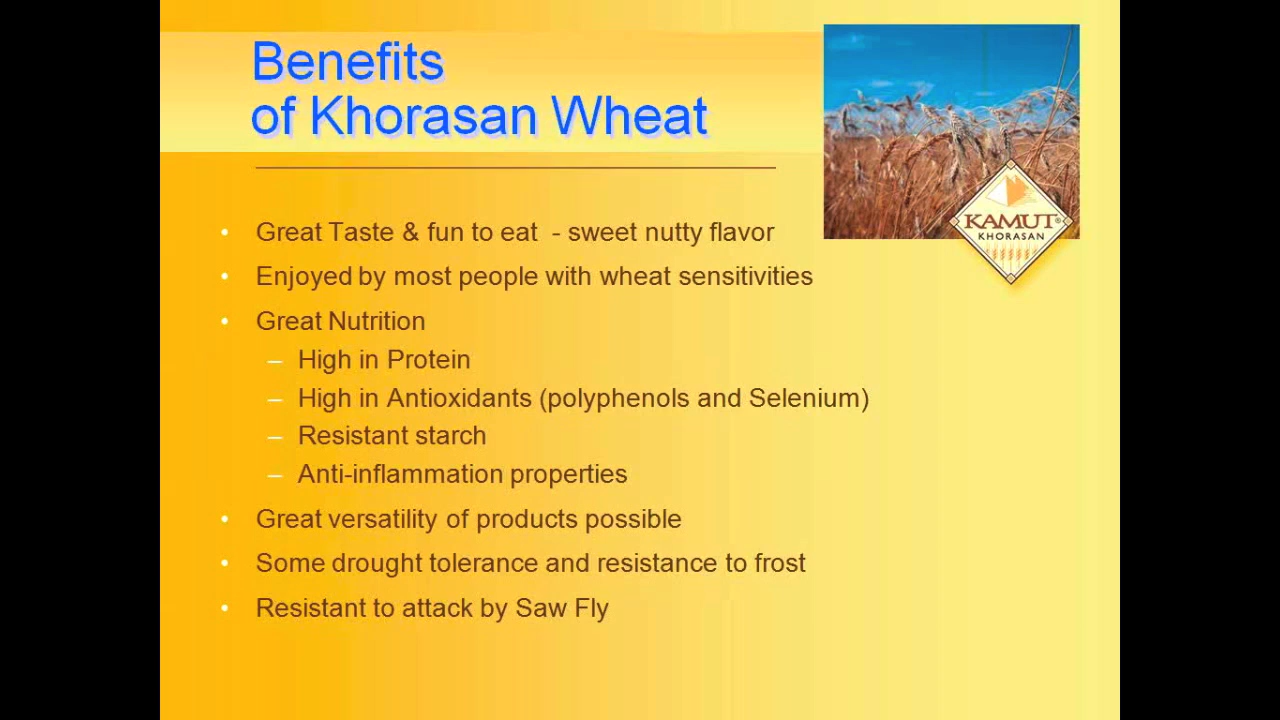 Benefits
of Khorasan Wheat
KAMUT®
KHORASAN
• Great Taste & fun to eat - sweet nutty flavor
• Enjoyed by most people with wheat sensitivities
• Great Nutrition
– High in Protein
– High in Antioxidants (polyphenols and Selenium)
– Resistant starch
– Anti-inflammation properties
• Great versatility of products possible
• Some drought tolerance and resistance to frost
• Resistant to attack by Saw Fly